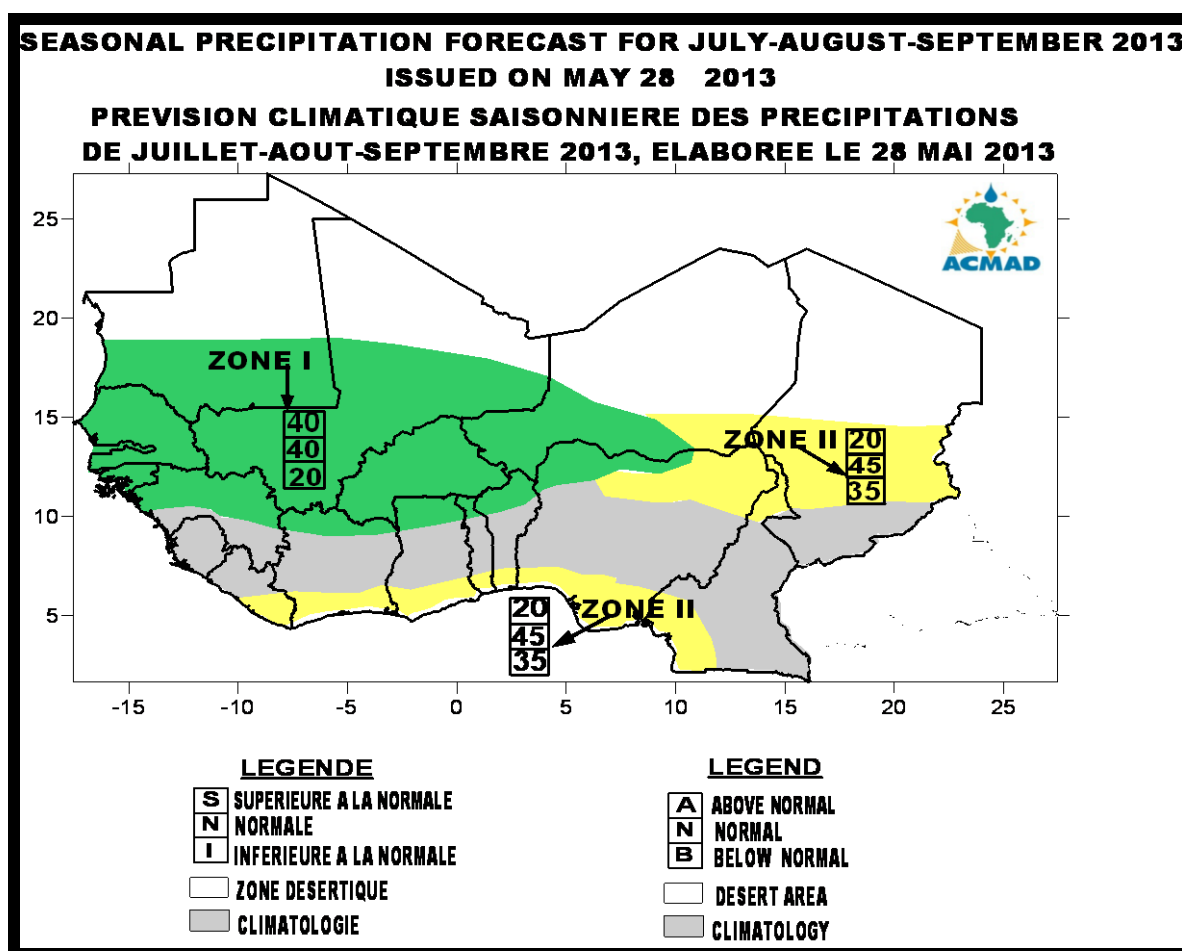 SEASONAL PRECIPITATION FORECAST FOR JULY-AUGUST-SEPTEMBER 2013
ISSUED ON MAY 28 2013
PREVISION CLIMATIQUE SAISONNIERE DES PRECIPITATIONS
DE JUILLET-AOUT-SEPTEMBRE 2013, ELABOREE LE 28 MAI 2013
ACMAD
25
20
15
10
5
ZONE I
40
40
20
ZONE II
20
45
35
ZONE II
20
45
35
-15 -10 -5 0 5 10 15 20 25
LEGENDE
S SUPERIEURE A LA NORMALE
N NORMALE
I INFERIEURE A LA NORMALE
ZONE DESERTIQUE
CLIMATOLOGIE
LEGEND
A ABOVE NORMAL
N NORMAL
B BELOW NORMAL
DESERT AREA
CLIMATOLOGY